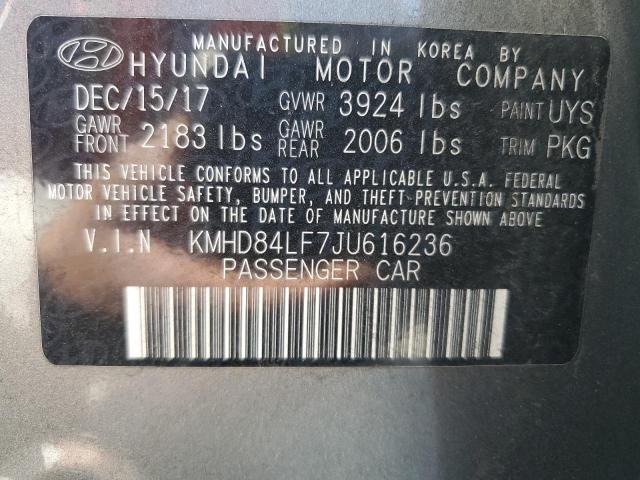 MANUFACTURED IN KOREA BY
HYUNDAI MOTOR COMPANY
DEC/15/17 GVWR 3924 lbs PAINT UYS
GAWR FRONT 2183 lbs GAWR REAR 2006 lbs TRIM PKG
THIS VEHICLE CONFORMS TO ALL APPLICABLE U.S.A. FEDERAL
MOTOR VEHICLE SAFETY, BUMPER, AND THEFT-PREVENTION STANDARDS
IN EFFECT ON THE DATE OF MANUFACTURE SHOWN ABOVE.
V.I.N KMHD84LF7JU616236
PASSENGER CAR